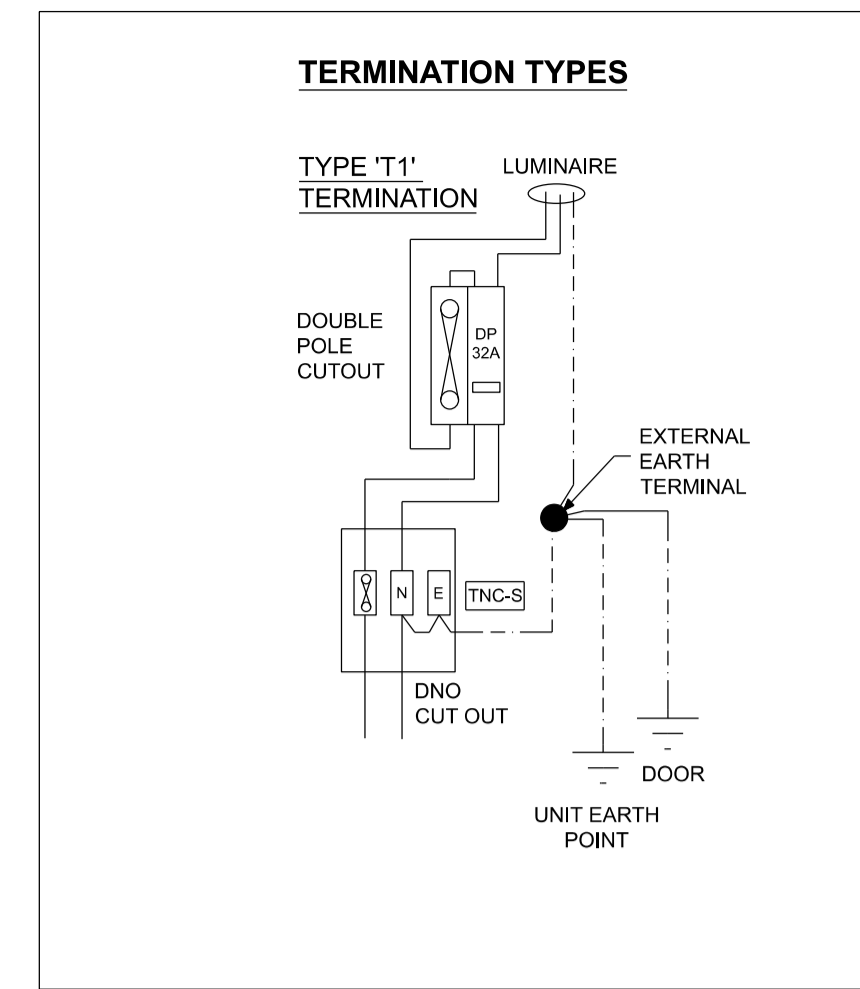 TERMINATION TYPES
TYPE 'T1'
TERMINATION
LUMINAIRE
DOUBLE
POLE
CUTOUT
DP
32A
EXTERNAL
EARTH
TERMINAL
N
E
TNC-S
DNO
CUT OUT
DOOR
UNIT EARTH
POINT